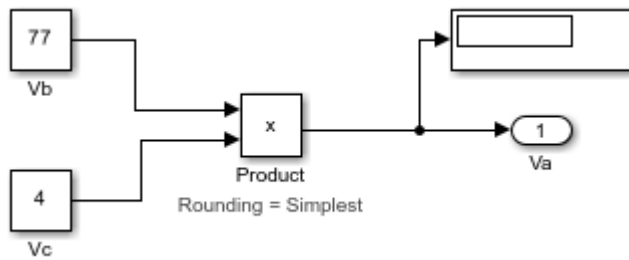 77
Vb
x
Product
Rounding = Simplest
4
Vc
1
Va